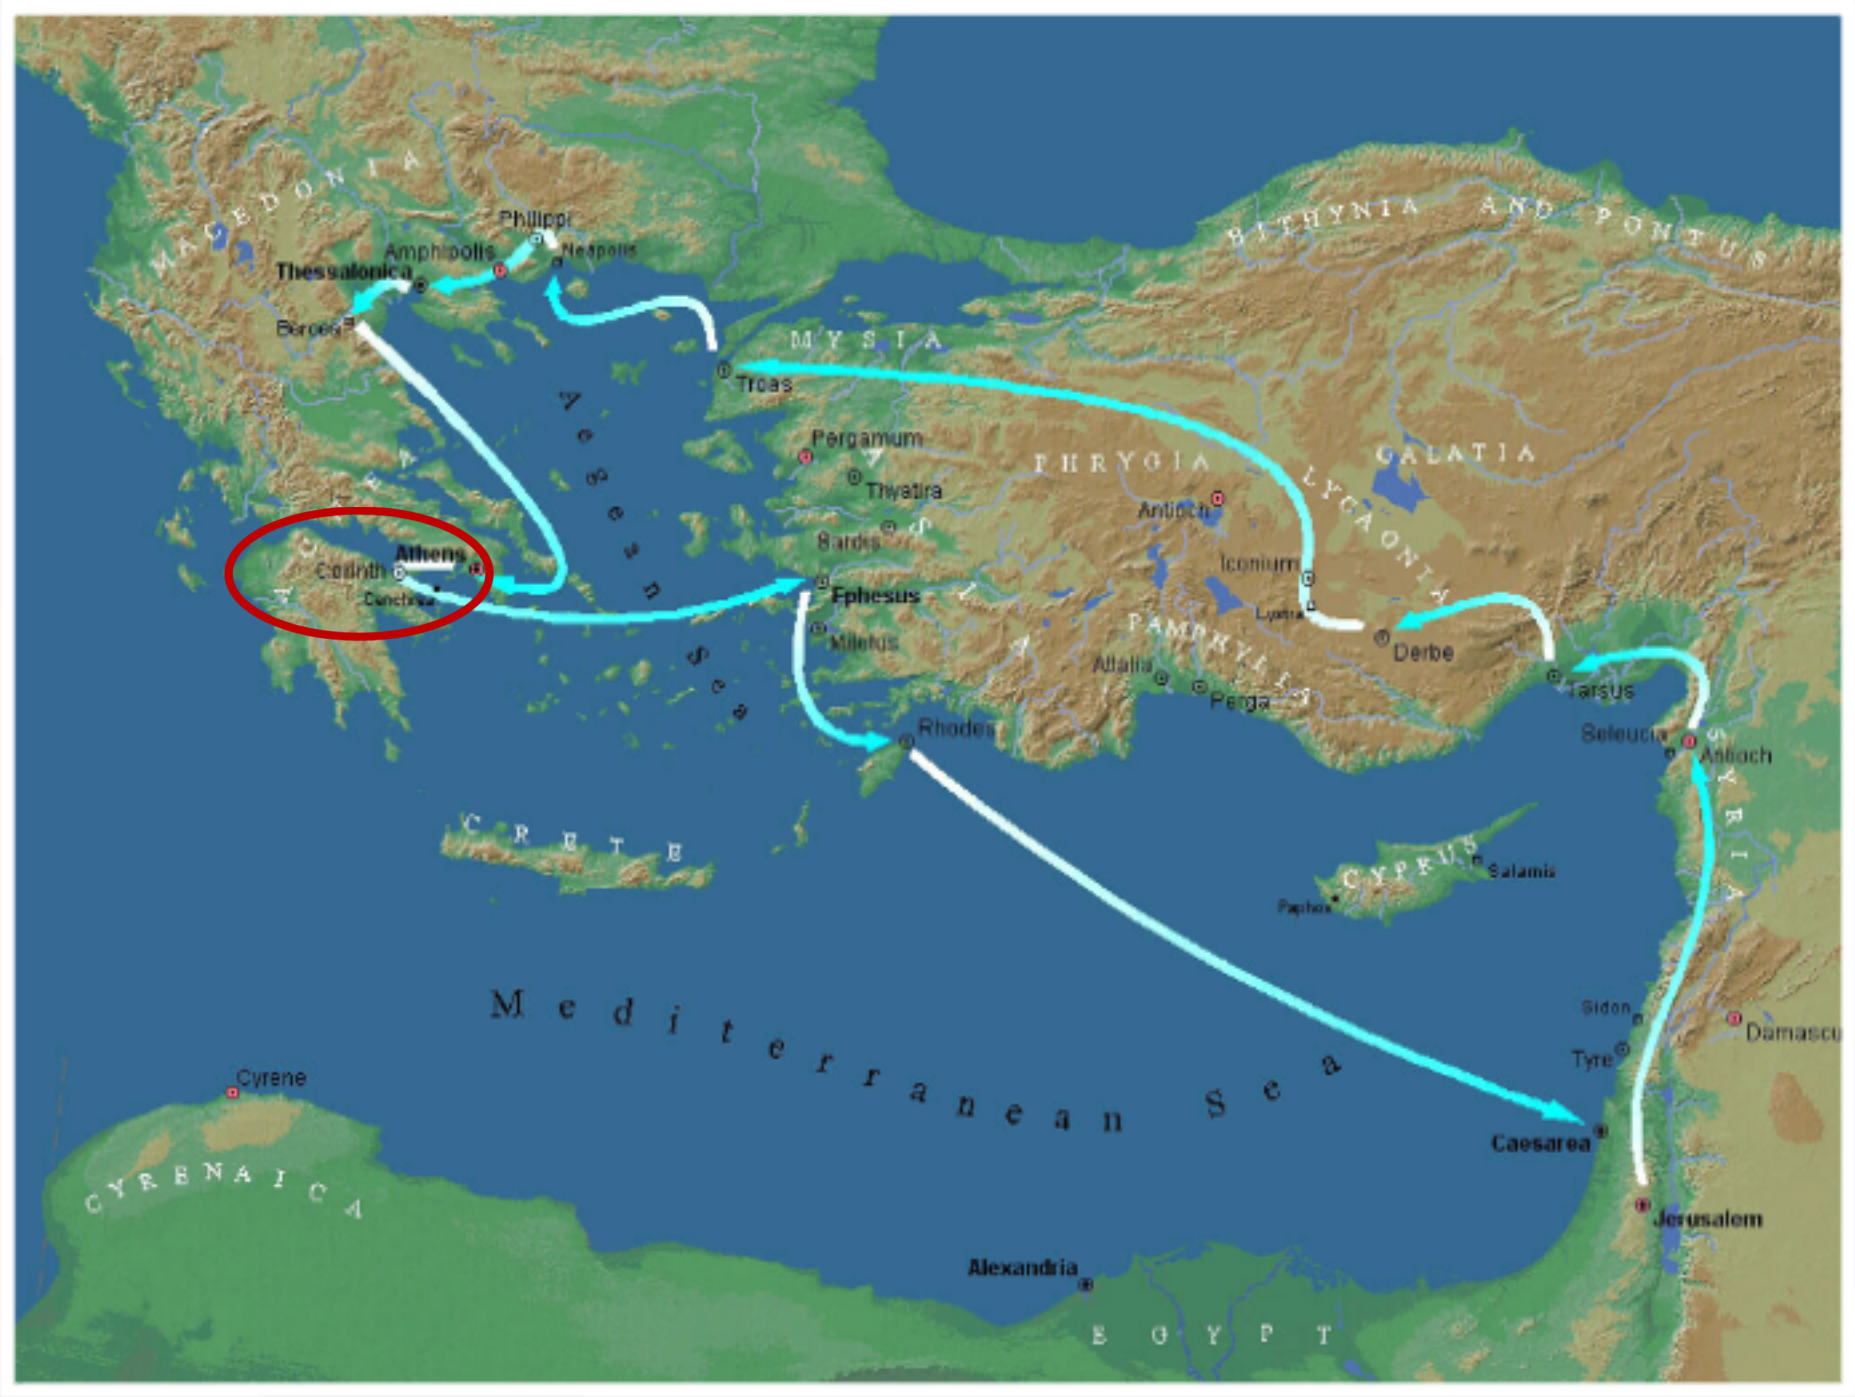 BITHYNIA AND PONTUS
MACEDONIA
Philippi
Neapolis
Amphipolis
Thessalonica
Beroea
MYSIA
Troas
Aegean Sea
Pergamum
Thyatira
Sardis
ASIA
PHRYGIA
GALATIA
LYCAONIA
Antioch
Iconium
Lystra
Derbe
ACHAEA
Athens
Corinth
Cenchrea
Ephesus
Miletus
PAMPHYLIA
Attalia
Perga
Tarsus
Seleucia
Antioch
SYRIA
Rhodes
CRETE
CYPRUS
Salamis
Paphos
Mediterranean Sea
Sidon
Tyre
Damascu
Cyrene
CYRENAICA
Caesarea
Jerusalem
Alexandria
EGYPT